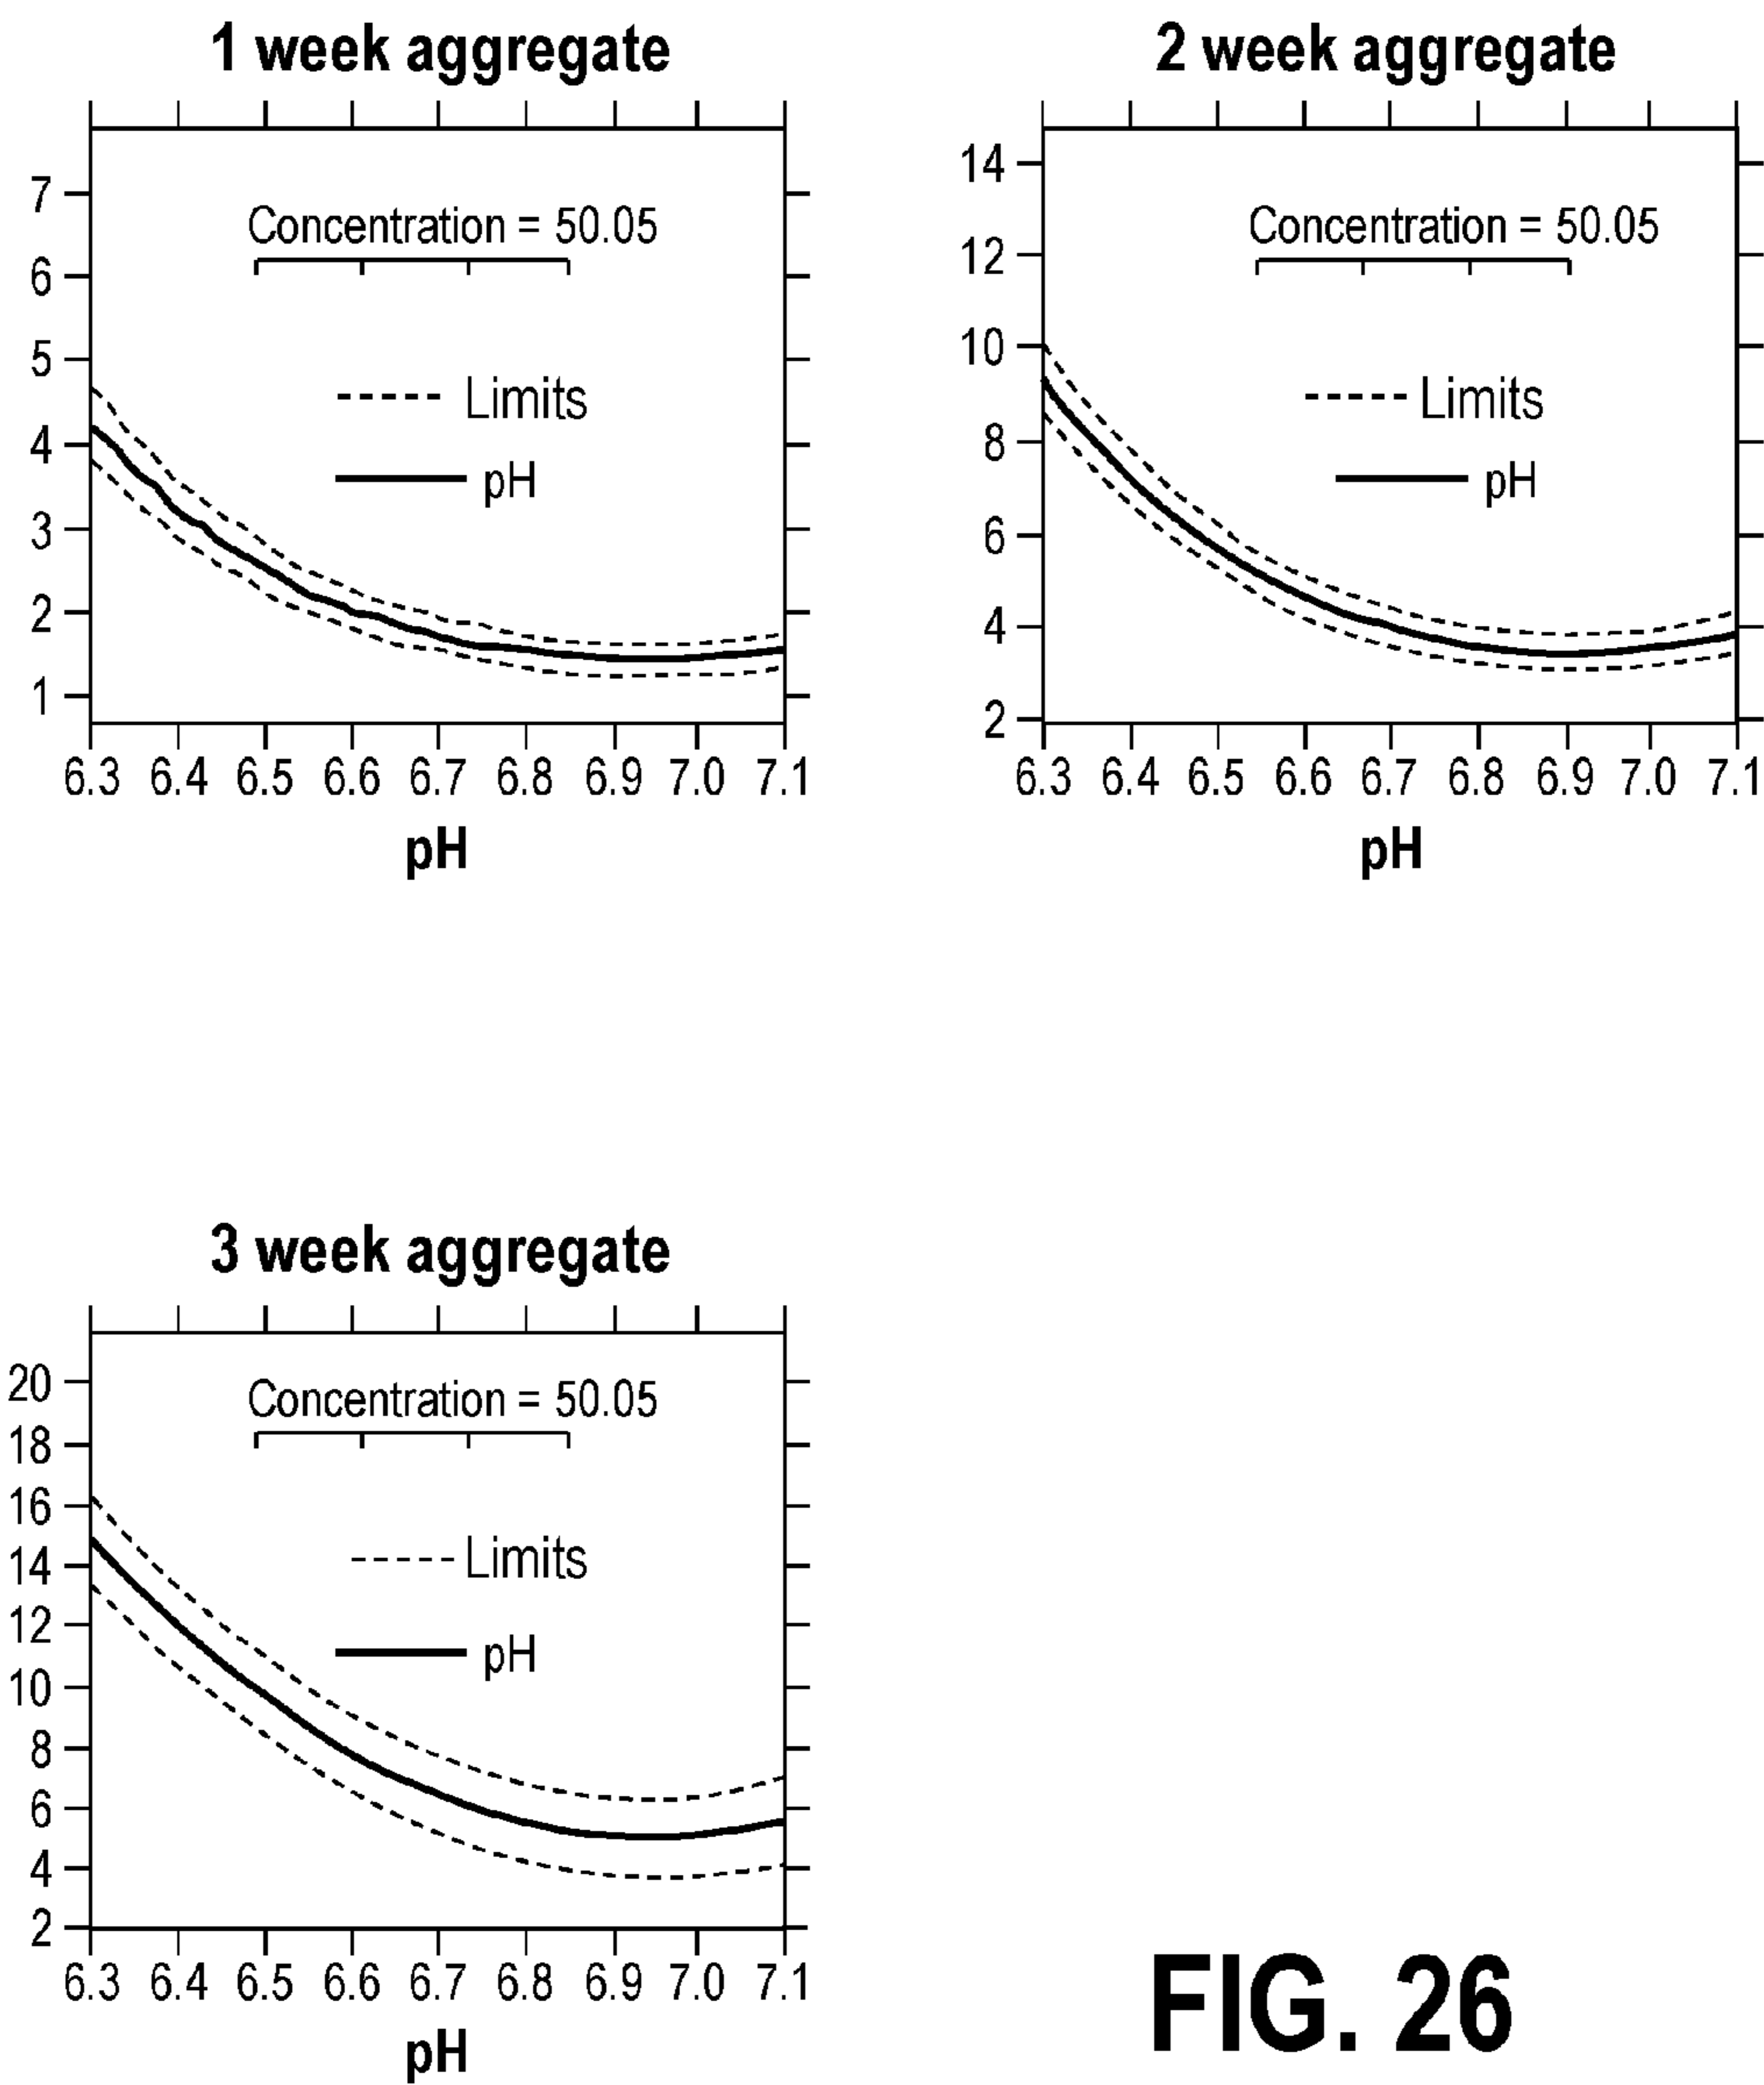 1 week aggregate
7
6
5
4
3
2
1
Concentration = 50.05
Limits
pH
6.3 6.4 6.5 6.6 6.7 6.8 6.9 7.0 7.1
pH
2 week aggregate
14
12
10
8
6
4
2
Concentration = 50.05
Limits
pH
6.3 6.4 6.5 6.6 6.7 6.8 6.9 7.0 7.1
pH
3 week aggregate
20
18
16
14
12
10
8
6
4
2
Concentration = 50.05
Limits
pH
6.3 6.4 6.5 6.6 6.7 6.8 6.9 7.0 7.1
pH
FIG. 26